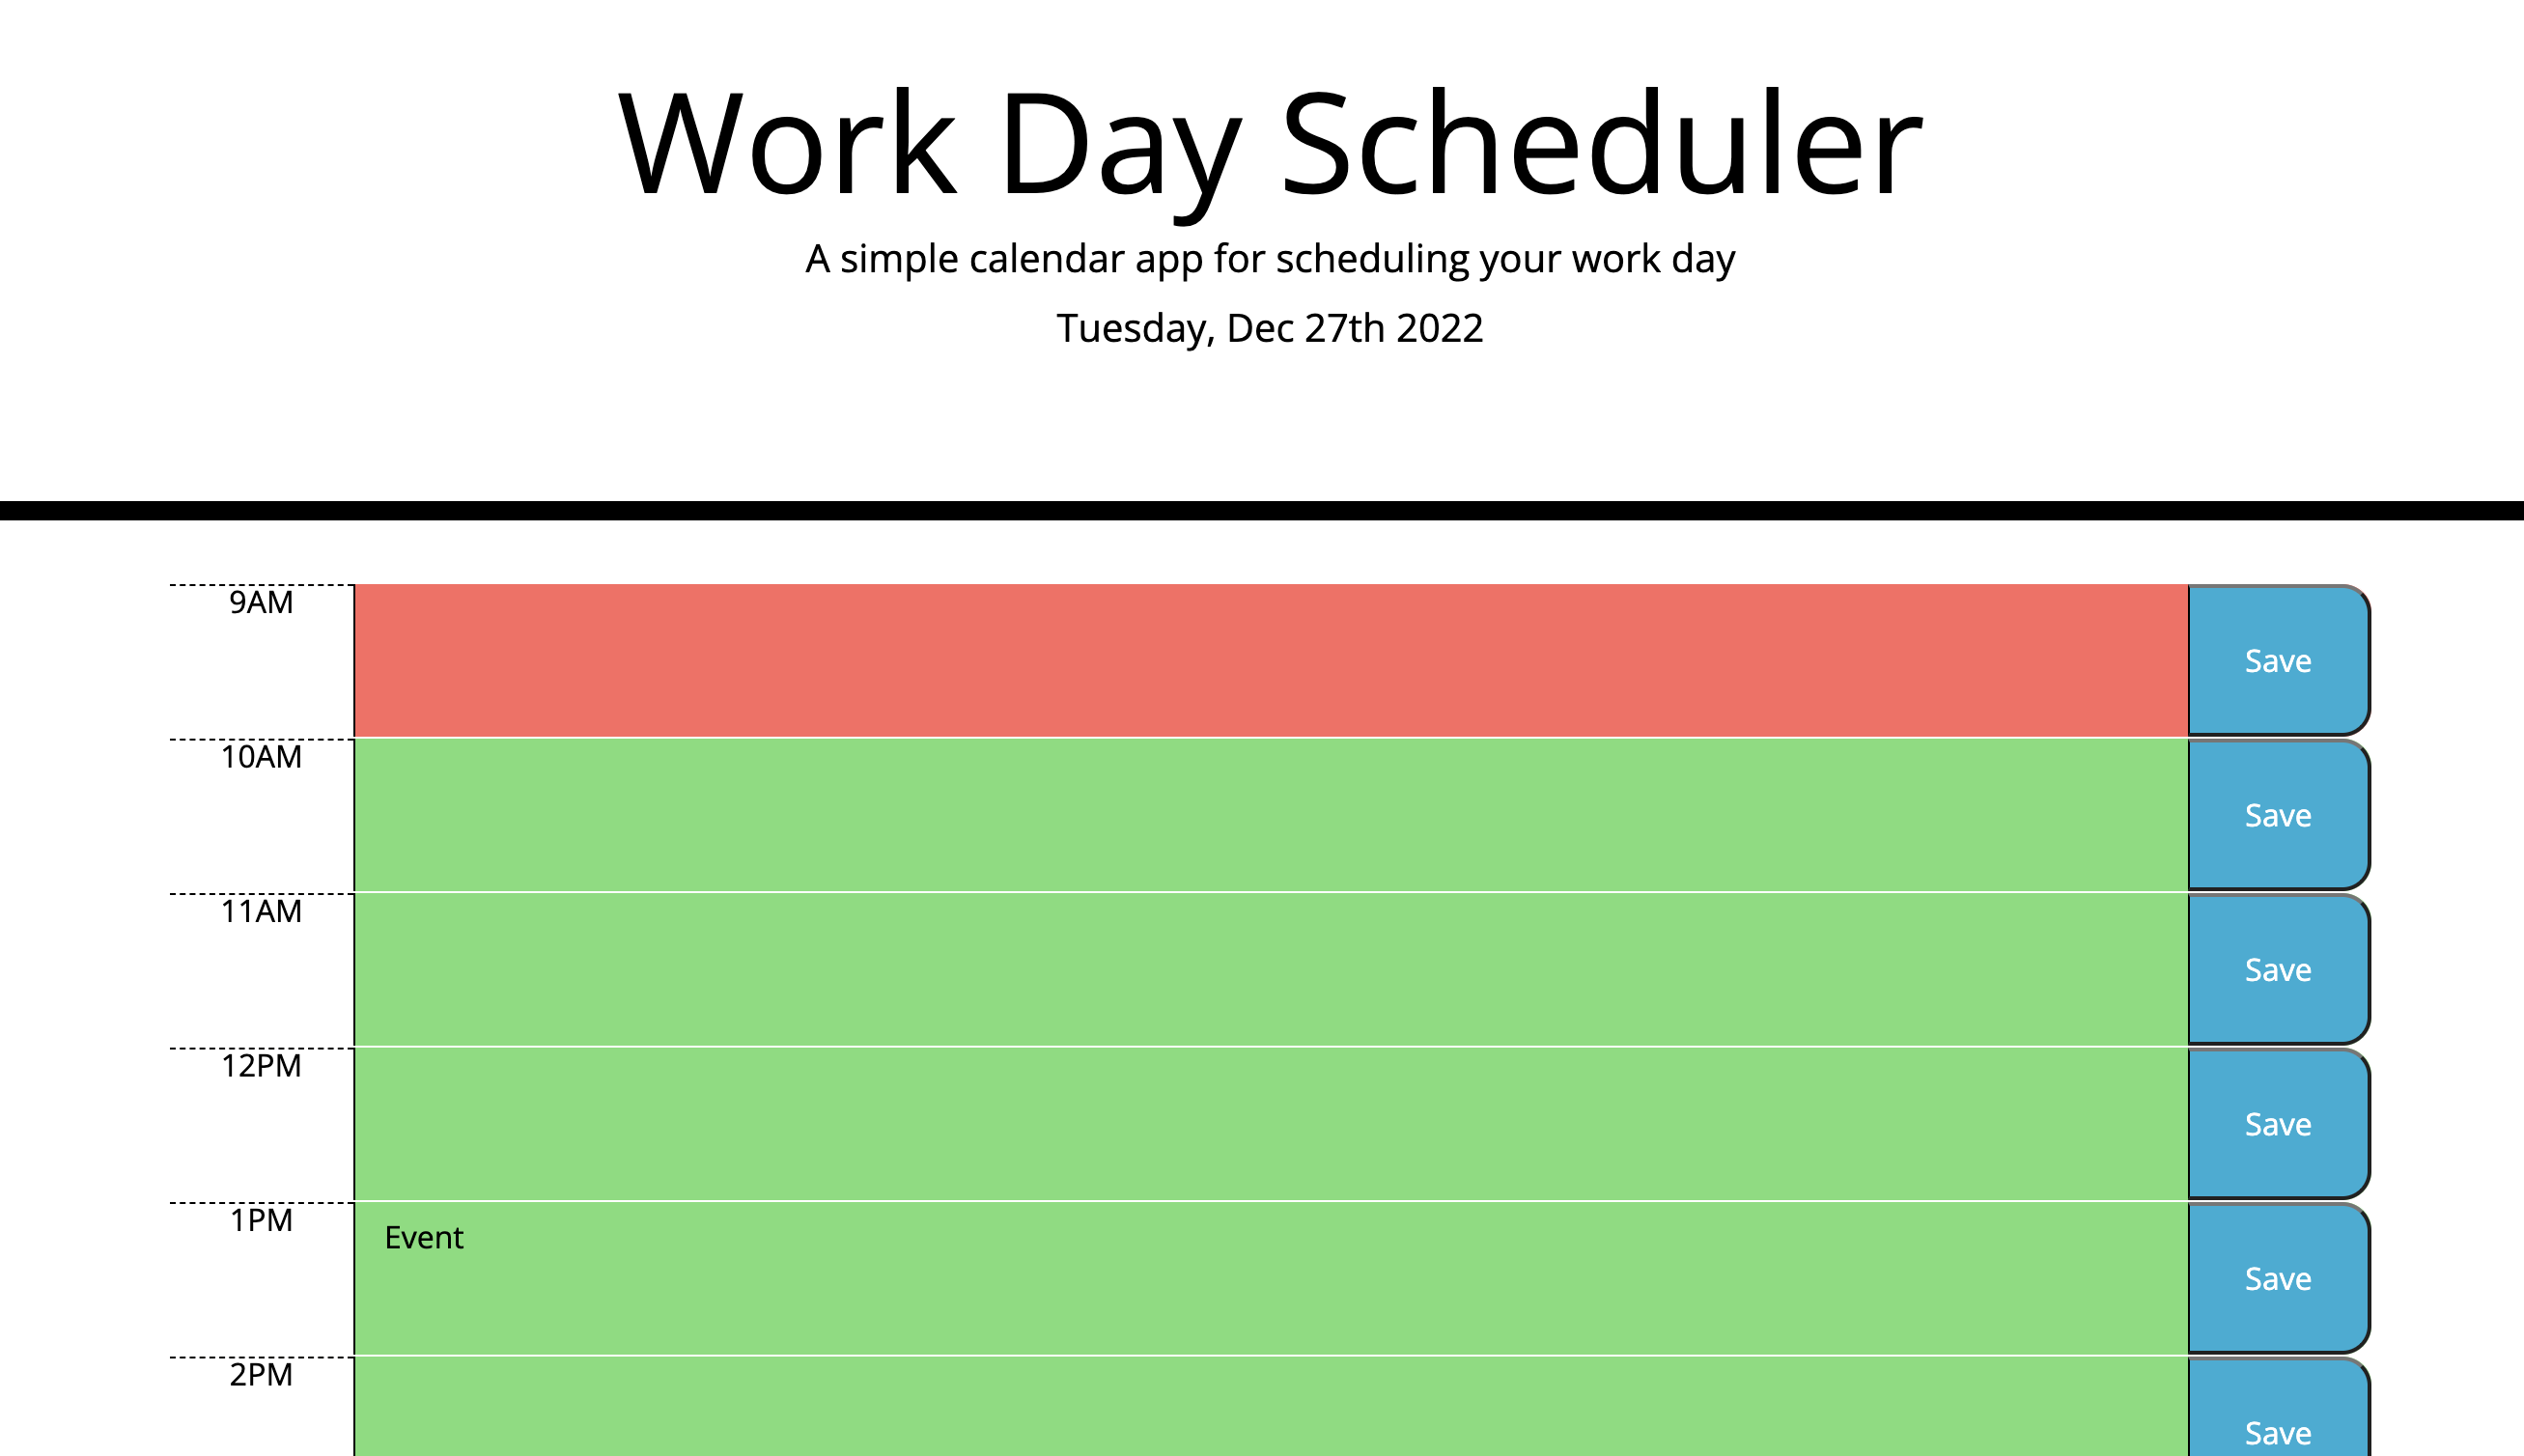 Work Day Scheduler
A simple calendar app for scheduling your work day
Tuesday, Dec 27th 2022
9AM
Save
10AM
Save
11AM
Save
12PM
Save
1PM
Event
Save
2PM
Save